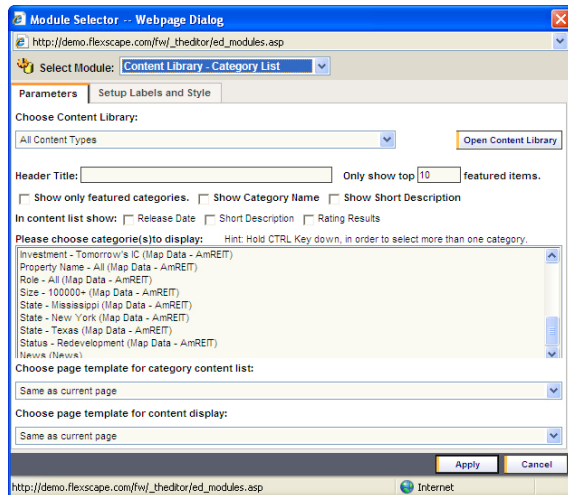 Module Selector -- Webpage Dialog
http://demo.flexscape.com/fw/_theditor/ed_modules.asp
Select Module: Content Library - Category List
Parameters Setup Labels and Style
Choose Content Library:
All Content Types Open Content Library
Header Title: Only show top 10 featured items.
Show only featured categories. Show Category Name Show Short Description
In content list show: Release Date Short Description Rating Results
Please choose categorie(s)to display: Hint: Hold CTRL Key down, in order to select more than one category.
Investment - Tomorrow's IC (Map Data - AmREIT)
Property Name - All (Map Data - AmREIT)
Role - All (Map Data - AmREIT)
Size - 100000+ (Map Data - AmREIT)
State - Mississippi (Map Data - AmREIT)
State - New York (Map Data - AmREIT)
State - Texas (Map Data - AmREIT)
Status - Redevelopment (Map Data - AmREIT)
News (News)
Choose page template for category content list:
Same as current page
Choose page template for content display:
Same as current page
Apply Cancel
http://demo.flexscape.com/fw/_theditor/ed_modules.asp Internet